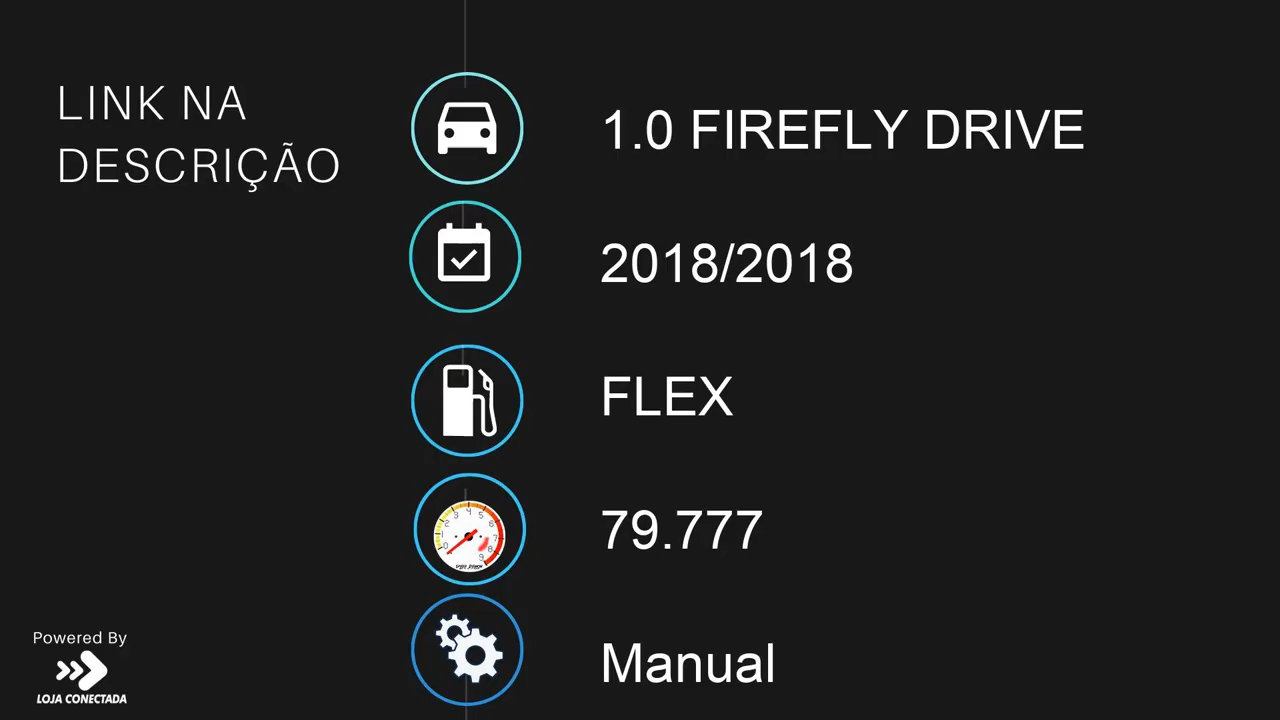 LINK NA
DESCRIÇÃO
1.0 FIREFLY DRIVE
2018/2018
FLEX
79.777
Manual
Powered By
LOJA CONECTADA